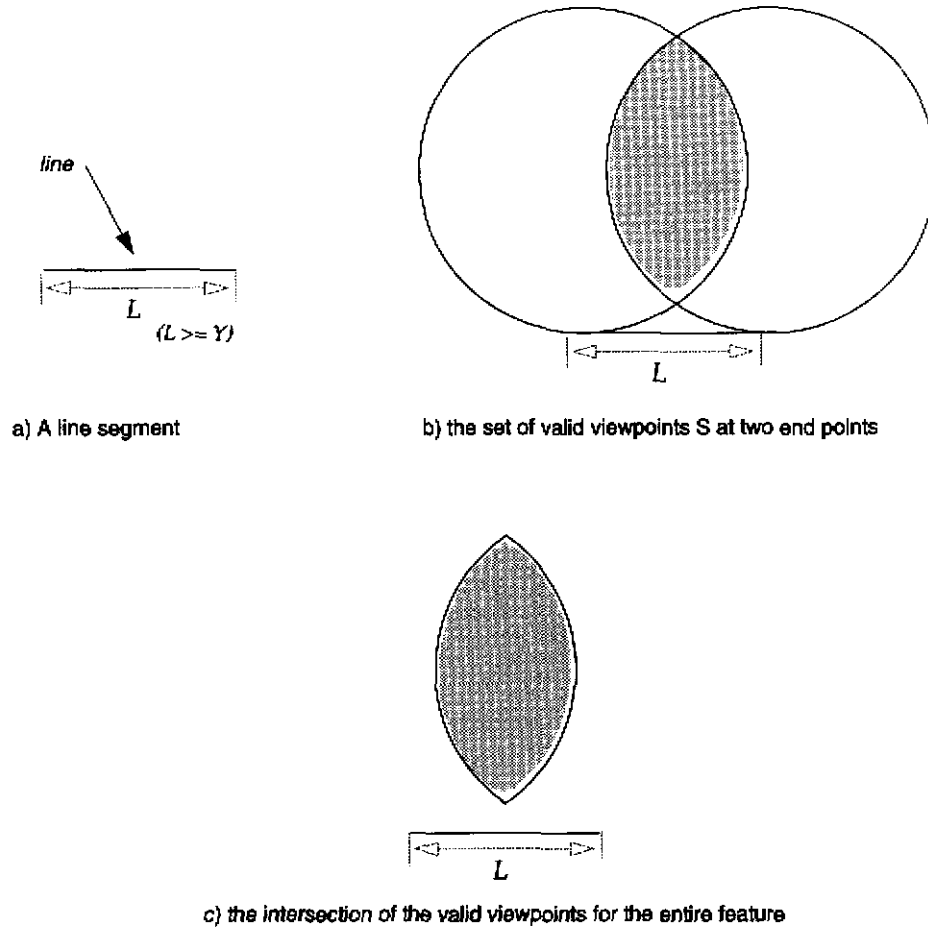 line
L
(L >= Y)
a) A line segment
L
b) the set of valid viewpoints S at two end points
L
c) the intersection of the valid viewpoints for the entire feature